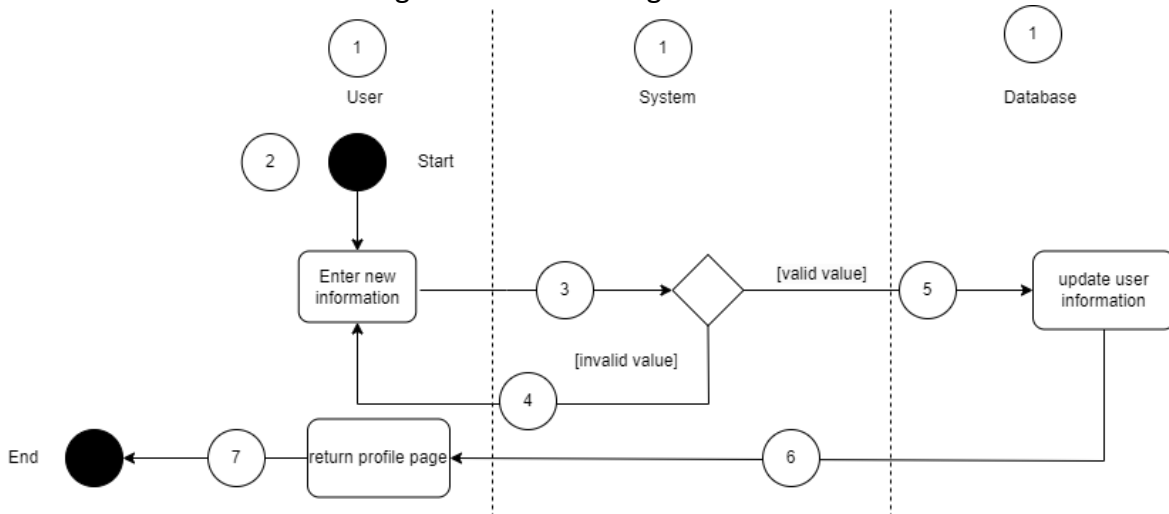 1
1
1
User
System
Database
2
Start
Enter new
information
3
[valid value]
5
update user
information
[invalid value]
4
End
7
return profile page
6